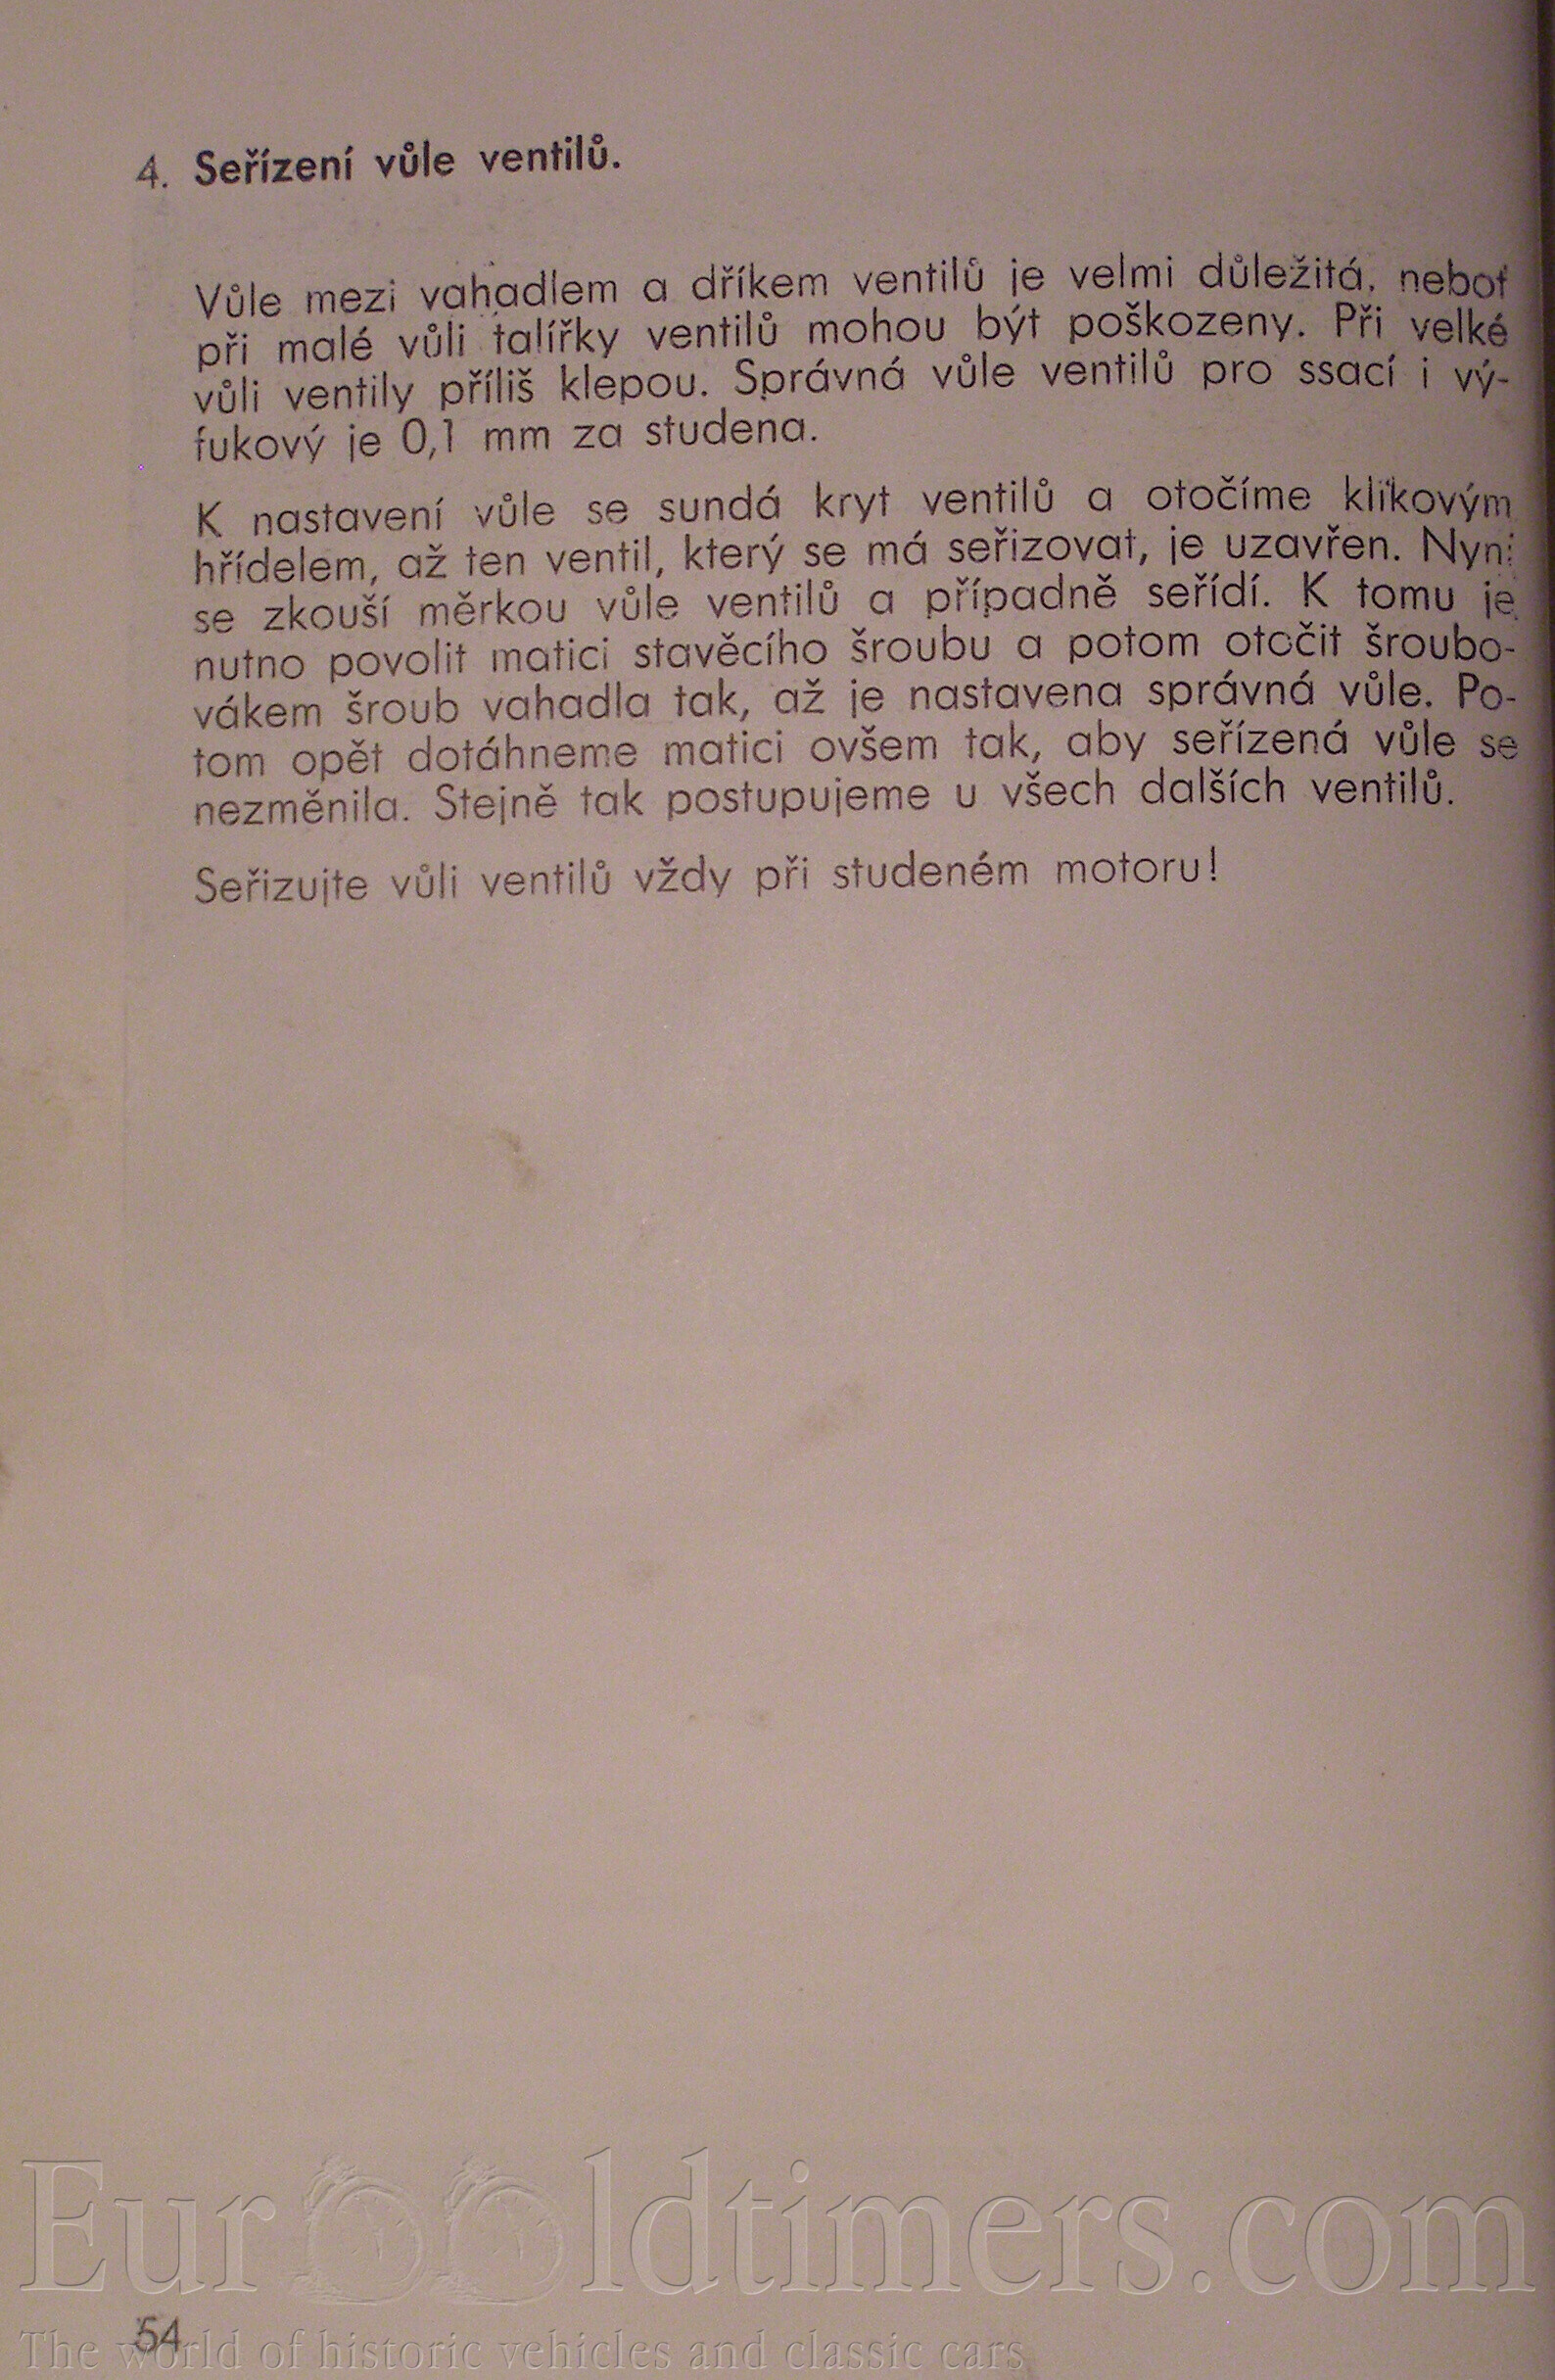 4. Seřízení vůle ventilů.
Vůle mezi vahadlem a dříkem ventilů je velmi důležitá, neboť
při malé vůli talířky ventilů mohou být poškozeny. Při velké
vůli ventily příliš klepou. Správná vůle ventilů pro ssací i vý-
fukový je 0,1 mm za studena.
K nastavení vůle se sundá kryt ventilů a otočíme klikovým
hřídelem, až ten ventil, který se má seřizovat, je uzavřen. Nyní
se zkouší měrkou vůle ventilů a případně seřídí. K tomu je
nutno povolit matici stavěcího šroubu a potom otočit šroubo-
vákem šroub vahadla tak, až je nastavena správná vůle. Po-
tom opět dotáhneme matici ovšem tak, aby seřízená vůle se
nezměnila. Stejně tak postupujeme u všech dalších ventilů.
Seřizujte vůli ventilů vždy při studeném motoru!
EurOOldtimers.com
54
The world of historic vehicles and classic cars